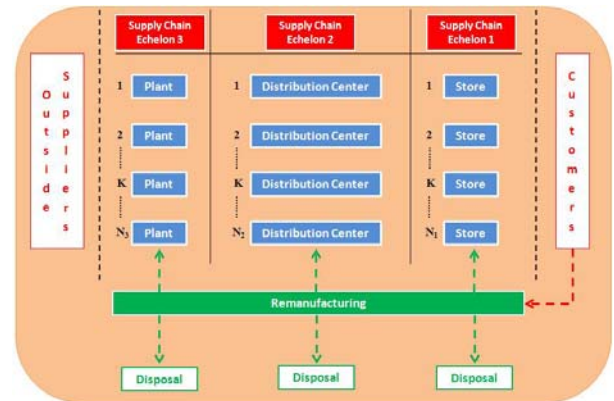 Supply Chain
Echelon 3
Supply Chain
Echelon 2
Supply Chain
Echelon 1
Outside
Suppliers
1 Plant
1 Distribution Center
1 Store
2 Plant
2 Distribution Center
2 Store
K Plant
K Distribution Center
K Store
N3 Plant
N2 Distribution Center
N1 Store
Customers
Remanufacturing
Disposal
Disposal
Disposal